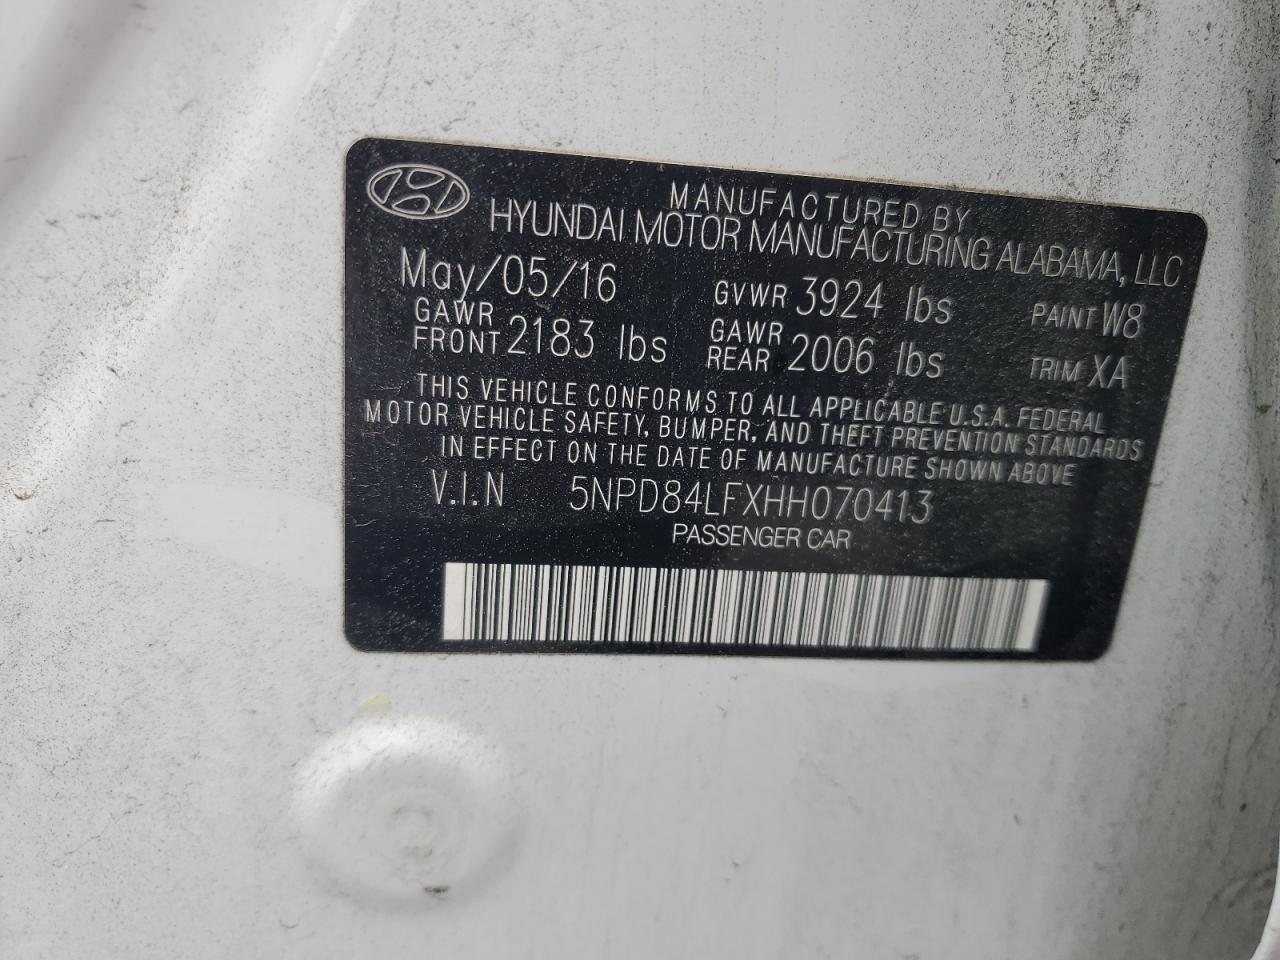 MANUFACTURED BY
HYUNDAI MOTOR MANUFACTURING ALABAMA, LLC
May/05/16 GVWR 3924 lbs PAINT W8
GAWR FRONT 2183 lbs GAWR REAR 2006 lbs TRIM XA
THIS VEHICLE CONFORMS TO ALL APPLICABLE U.S.A. FEDERAL
MOTOR VEHICLE SAFETY, BUMPER, AND THEFT PREVENTION STANDARDS
IN EFFECT ON THE DATE OF MANUFACTURE SHOWN ABOVE
V.I.N 5NPD84LFXHH070413
PASSENGER CAR